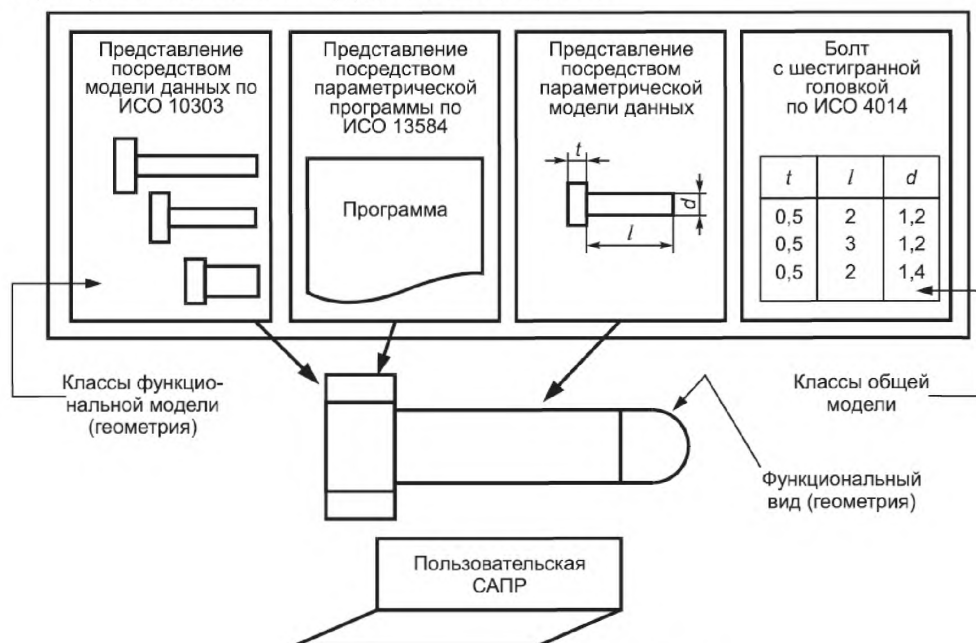 Представление
посредством
модели данных по
ИСО 10303
Представление
посредством
параметрической
программы по
ИСО 13584
Программа
Представление
посредством
параметрической
модели данных
t
d
l
Болт
с шестигранной
головкой
по ИСО 4014
t l d
0,5 2 1,2
0,5 3 1,2
0,5 2 1,4
Классы функцио-
нальной модели
(геометрия)
Классы общей
модели
Функциональный
вид (геометрия)
Пользовательская
САПР